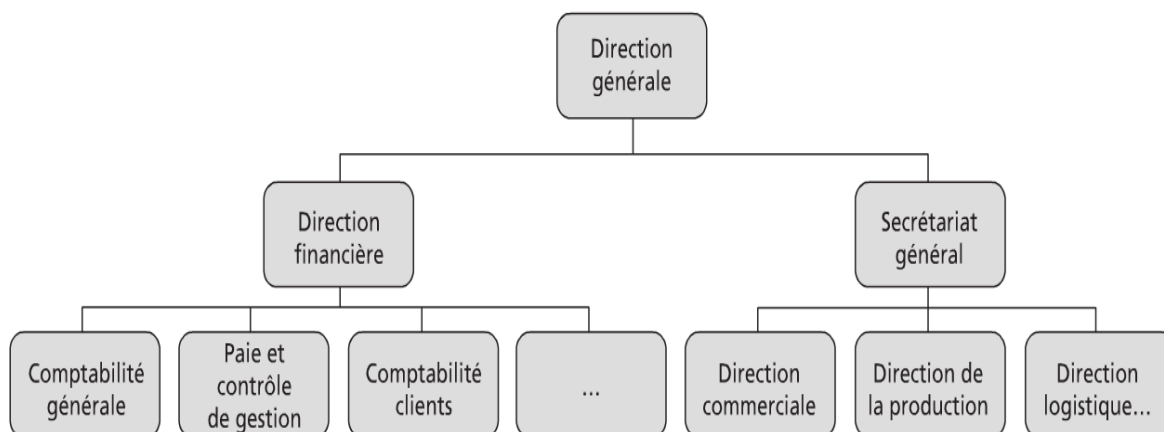 Direction
générale
Direction
financière
Secrétariat
général
Comptabilité
générale
Paie et
contrôle
de gestion
Comptabilité
clients
...
Direction
commerciale
Direction de
la production
Direction
logistique...